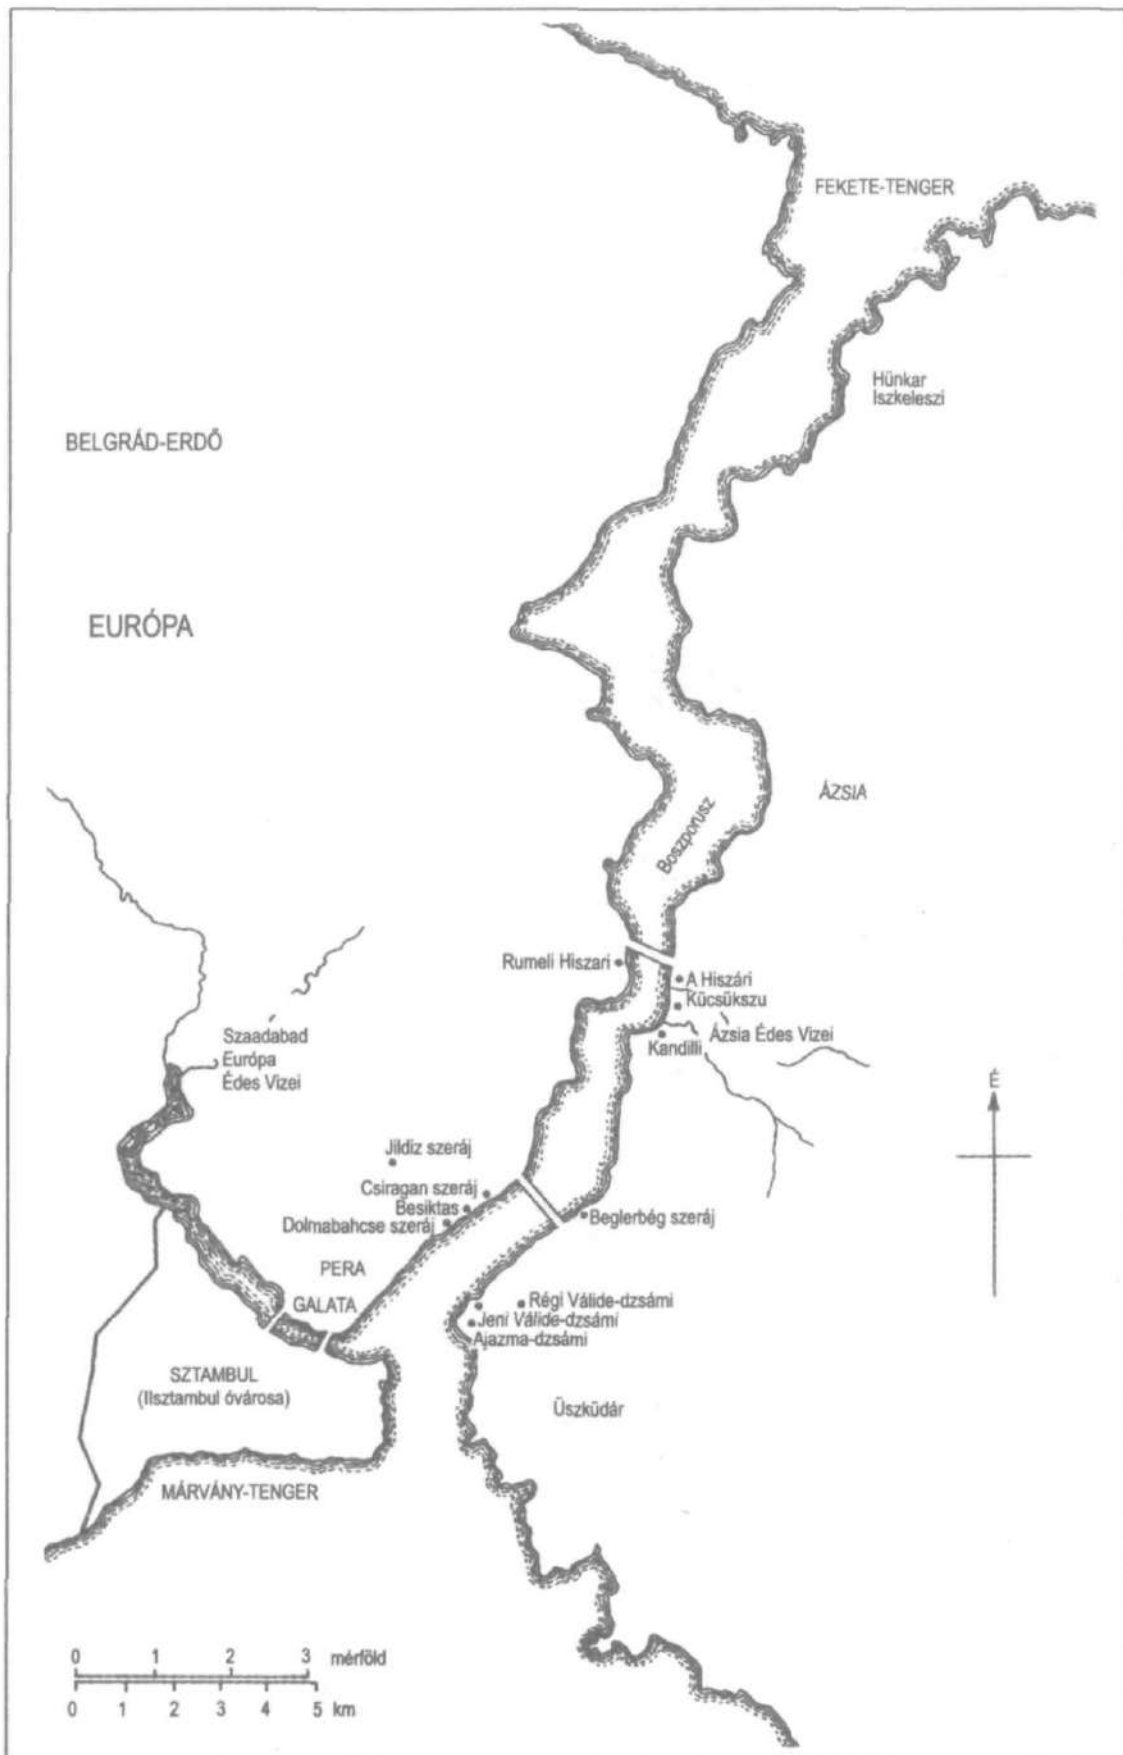 FEKETE-TENGER
Hünkar
Iszkeleszi
BELGRÁD-ERDŐ
EURÓPA
ÁZSIA
Boszporusz
Rumeli Hiszari
A Hiszári
Kücsükszu
Ázsia Édes Vizei
Kandilli
Szaadabad
Európa
Édes Vizei
É
Jildiz szeráj
Csiragan szeráj
Besiktas
Dolmabahcse szeráj
Beglerbég szeráj
PERA
GALATA
Régi Válide-dzsámi
Jeni Válide-dzsámi
Ajazma-dzsámi
SZTAMBUL
(Ilsztambul óvárosa)
Üszküdár
MÁRVÁNY-TENGER
0 1 2 3 mérföld
0 1 2 3 4 5 km